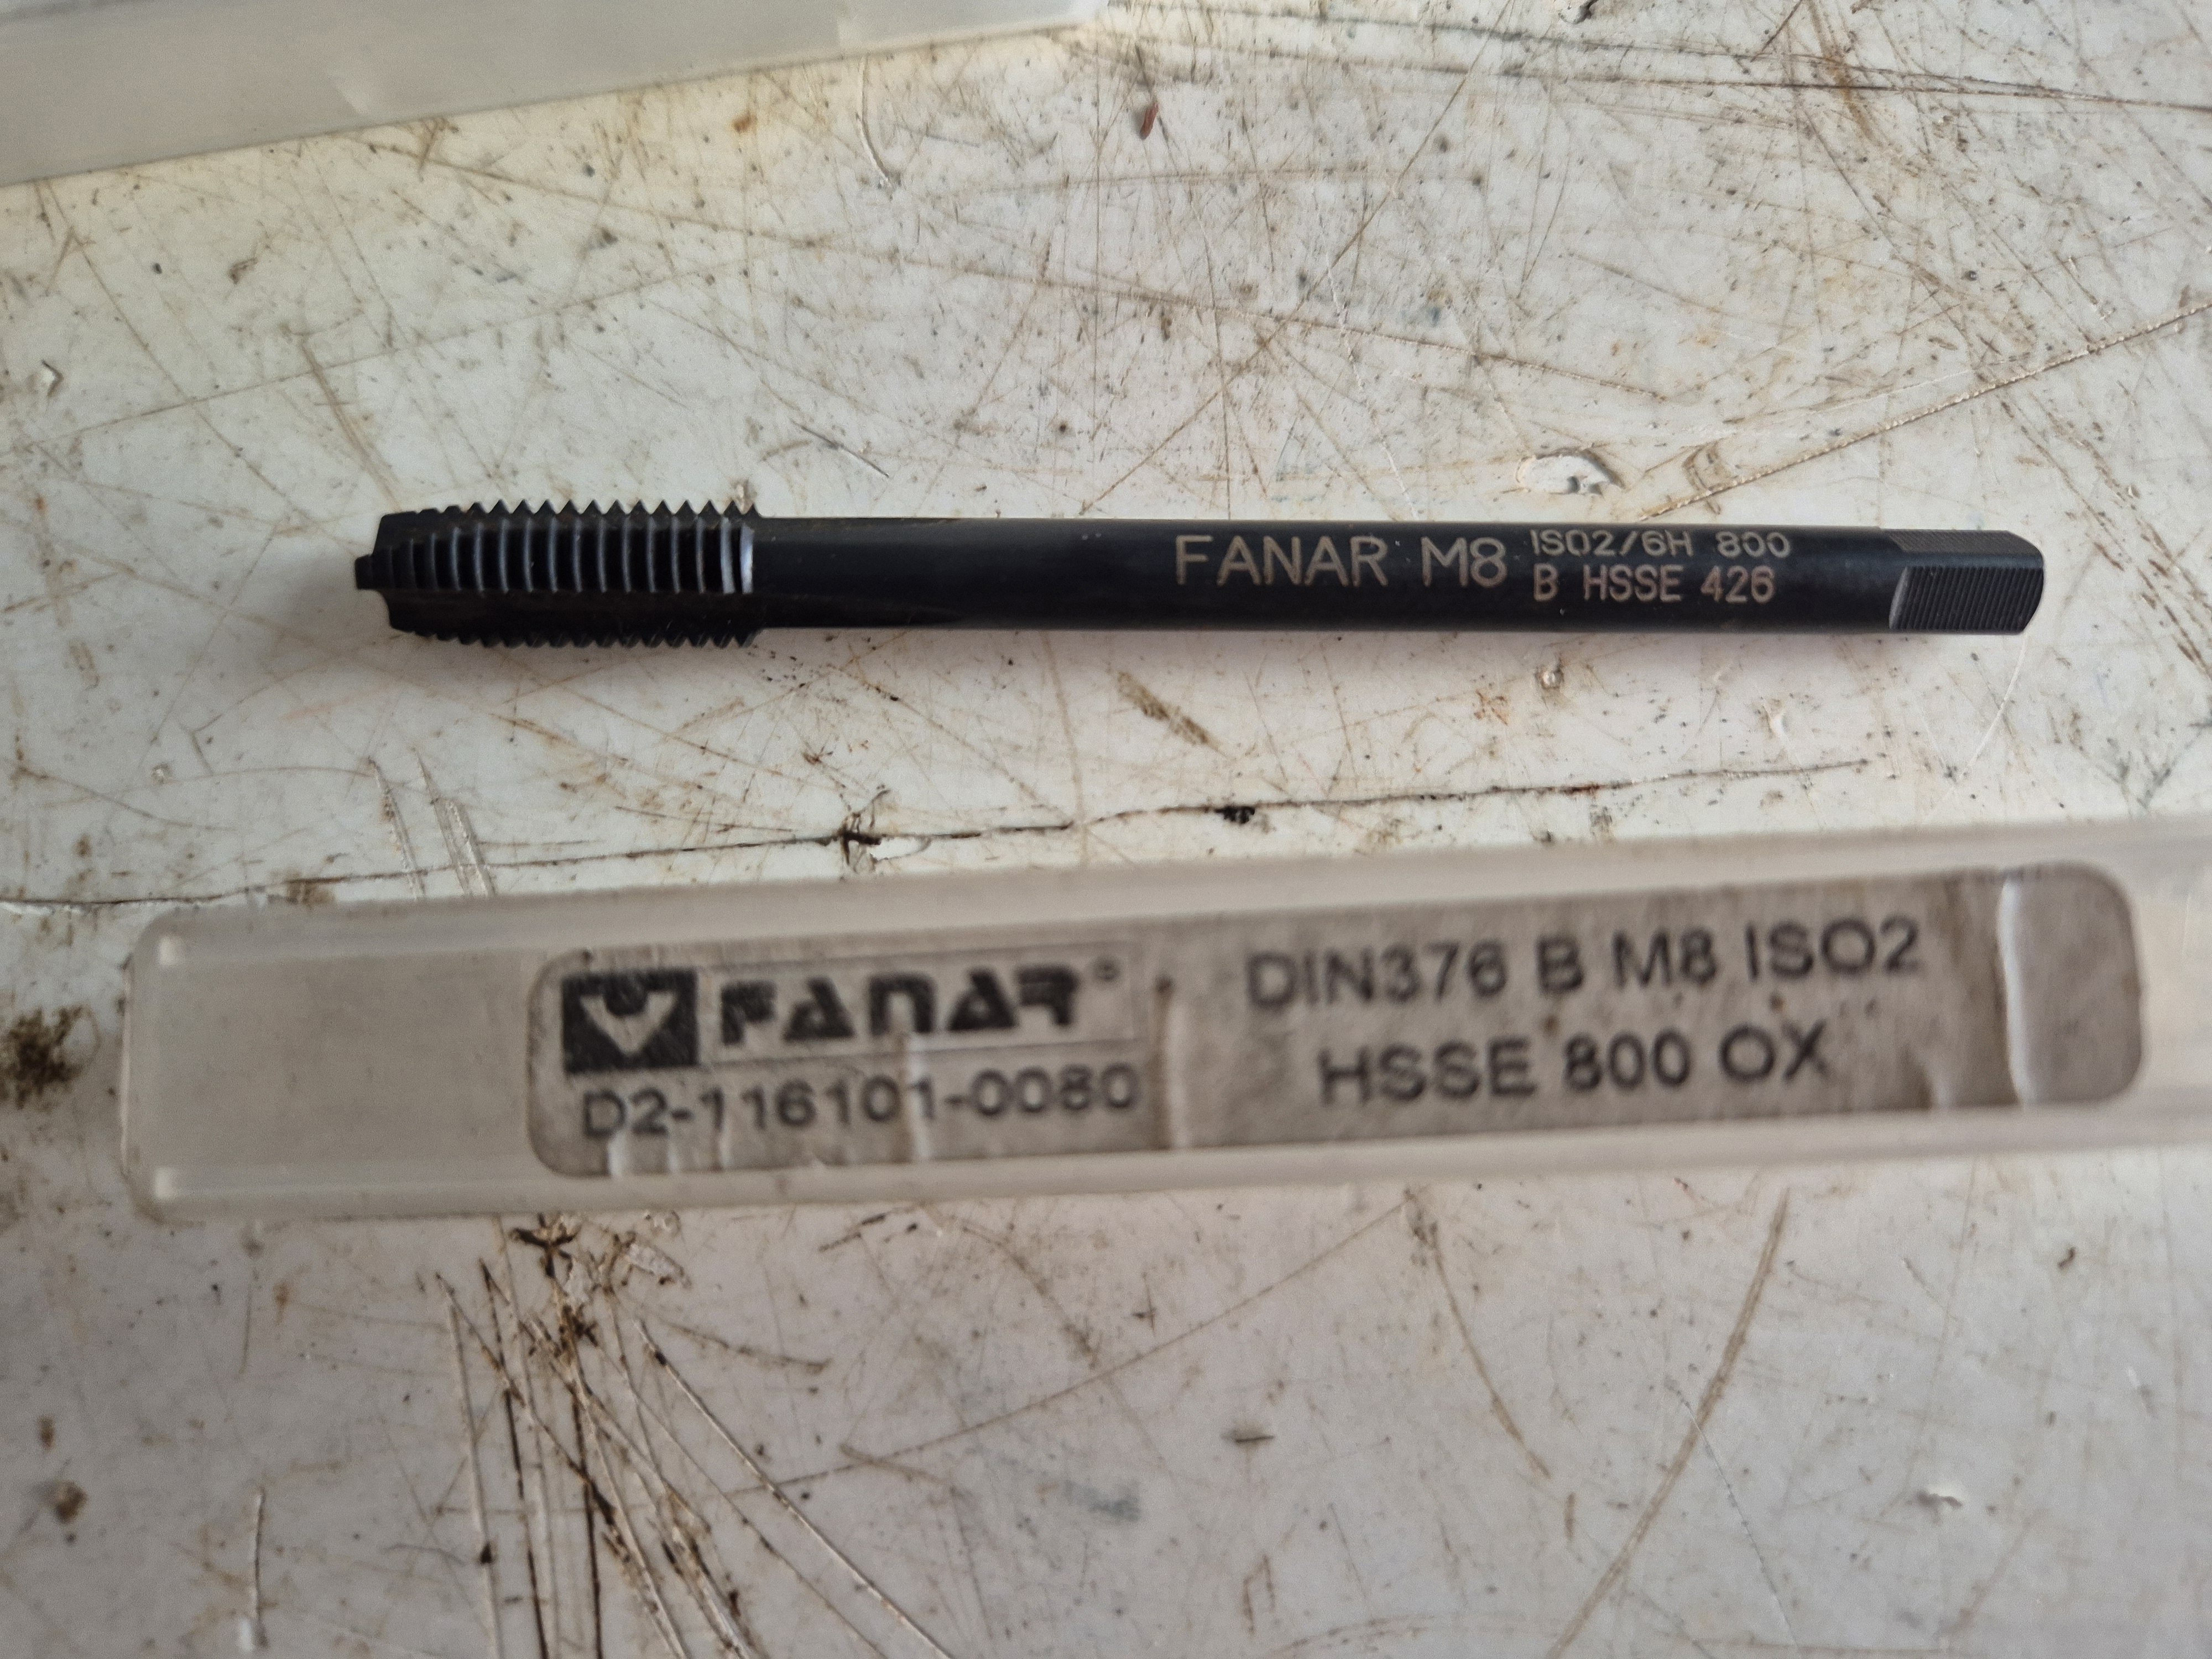 FANAR M8
ISO2/6H 800
B HSSE 426
FANAR®
D2-116101-0080
DIN376 B M8 ISO2
HSSE 800 OX